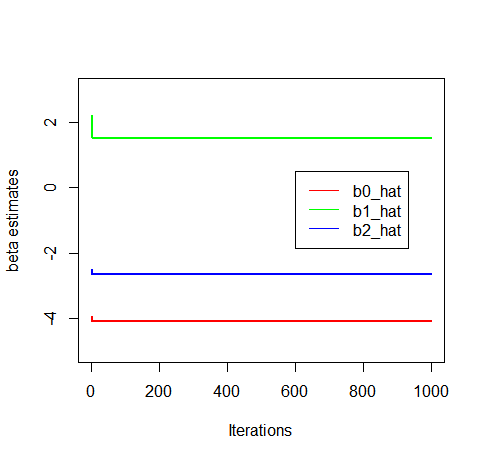 2
0
-2
-4
beta estimates
b0_hat
b1_hat
b2_hat
0 200 400 600 800 1000
Iterations